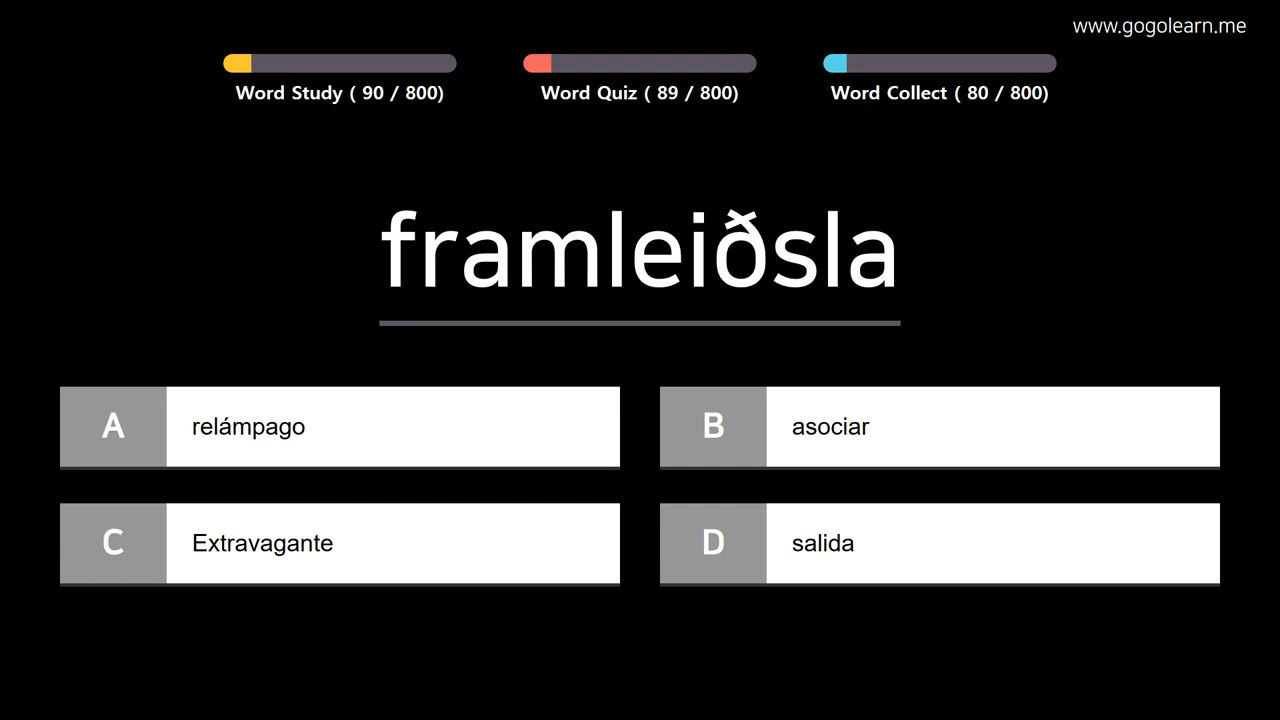 www.gogolearn.me
Word Study ( 90 / 800)
Word Quiz ( 89 / 800)
Word Collect ( 80 / 800)
framleiðsla
A
relámpago
B
asociar
C
Extravagante
D
salida